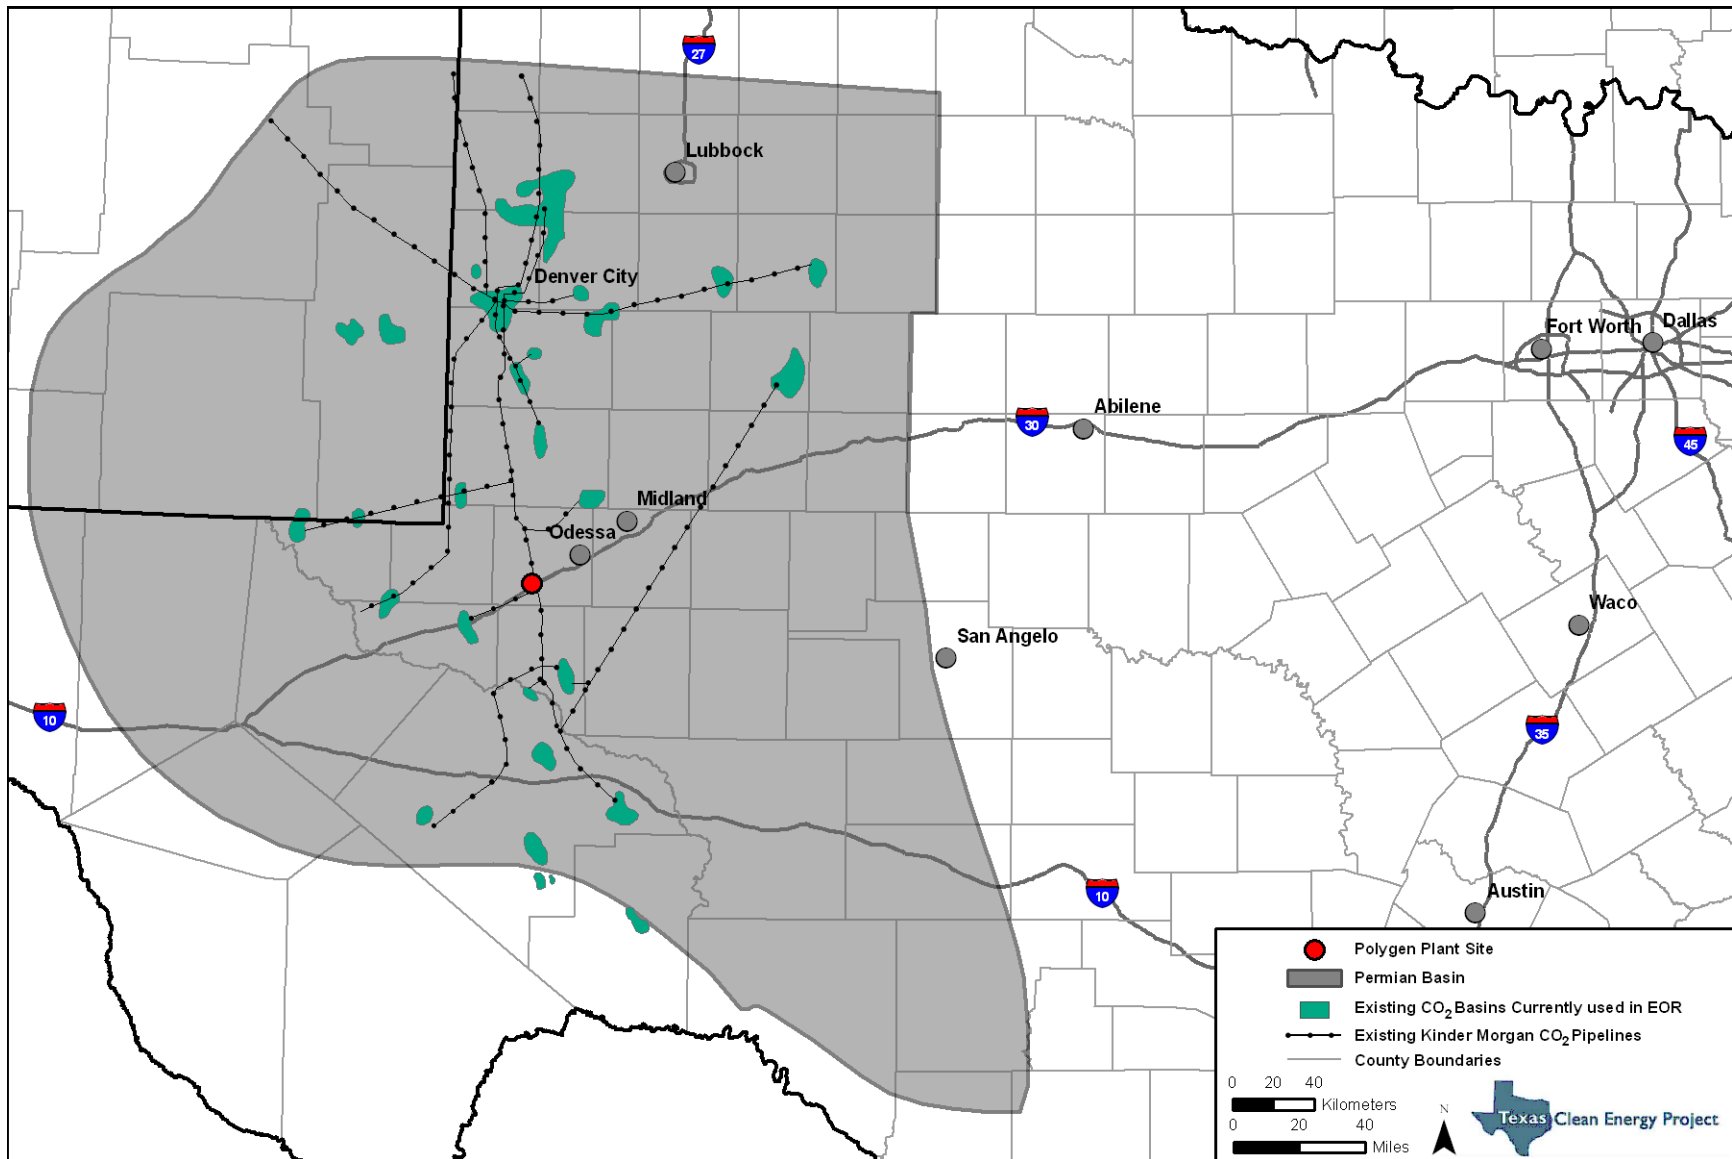 27
Lubbock
Denver City
Fort Worth
Dallas
30
Abilene
45
Midland
Odessa
Waco
San Angelo
10
35
10
Austin
Polygen Plant Site
Permian Basin
Existing CO2 Basins Currently used in EOR
Existing Kinder Morgan CO2 Pipelines
County Boundaries
0 20 40
Kilometers
0 20 40
Miles
N
Texas Clean Energy Project